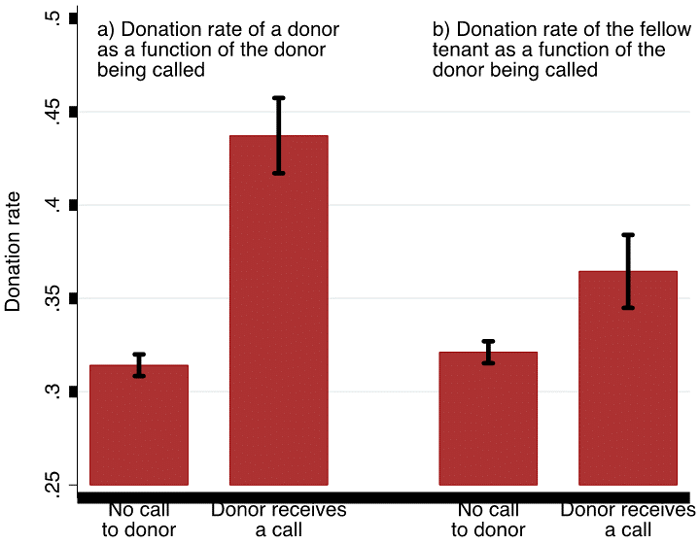 a) Donation rate of a donor
as a function of the donor
being called
b) Donation rate of the fellow
tenant as a function of the
donor being called
Donation rate
.5
.45
.4
.35
.3
.25
No call
to donor
Donor receives
a call
No call
to donor
Donor receives
a call